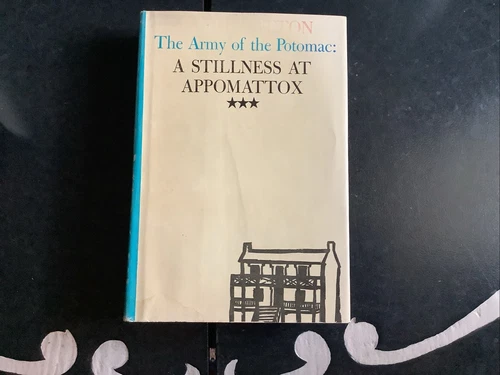 The Army of the Potomac:
A STILLNESS AT
APPOMATTOX
★★★